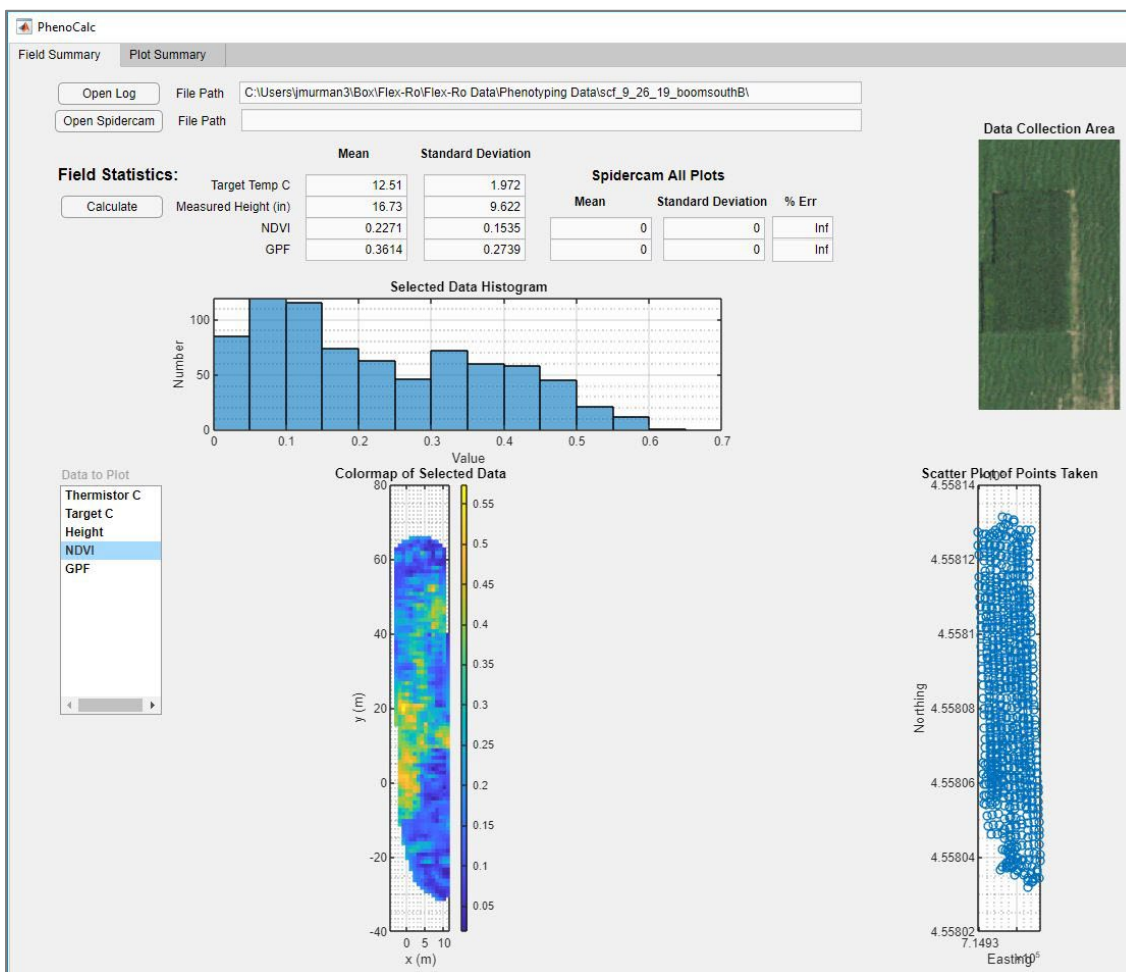 PhenoCalc
Field Summary Plot Summary
Open Log File Path C:\Users\jmurman3\Box\Flex-Ro\Flex-Ro Data\Phenotyping Data\scf_9_26_19_boomsouthB\
Open Spidercam File Path
Data Collection Area
Mean Standard Deviation
Field Statistics: Spidercam All Plots
Target Temp C 12.51 1.972
Calculate Measured Height (in) 16.73 9.622 Mean Standard Deviation % Err
NDVI 0.2271 0.1535 0 0 Inf
GPF 0.3614 0.2739 0 0 Inf
Selected Data Histogram
100
50
0
Number
0 0.1 0.2 0.3 0.4 0.5 0.6 0.7
Value
Data to Plot
Thermistor C
Target C
Height
NDVI
GPF
Colormap of Selected Data
80
60
40
20
0
-20
-40
y (m)
0 5 10
x (m)
0.55
0.5
0.45
0.4
0.35
0.3
0.25
0.2
0.15
0.1
0.05
Scatter Plot of Points Taken
4.55814
4.55812
4.5581
4.55808
4.55806
4.55804
4.55802
Northing
7.1493
Easting